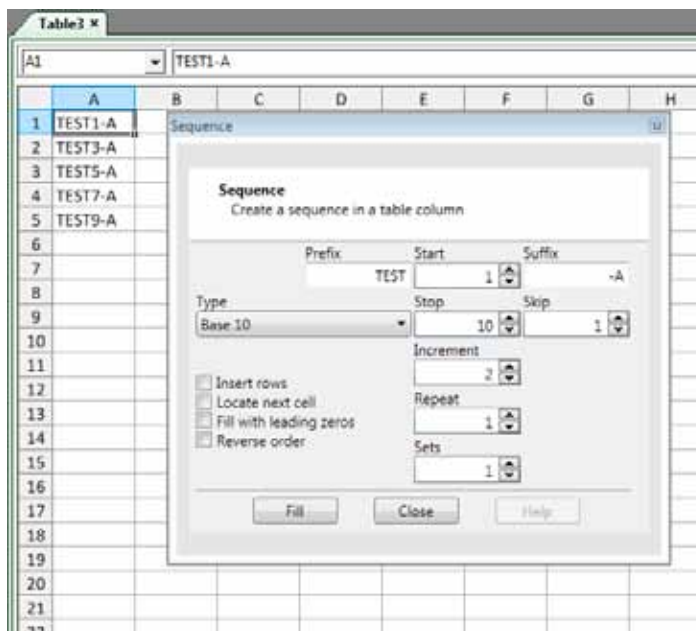 Table3 ×
A1 TEST1-A
A B C D E F G H
1 TEST1-A
2 TEST3-A
3 TEST5-A
4 TEST7-A
5 TEST9-A
6
7
8
9
10
11
12
13
14
15
16
17
18
19
20
21
22
Sequence
Sequence
Create a sequence in a table column
Prefix Start Suffix
TEST 1 -A
Type Stop Skip
Base 10 10 1
Increment
2
Insert rows
Locate next cell Repeat
Fill with leading zeros 1
Reverse order Sets
1
Fill Close Help